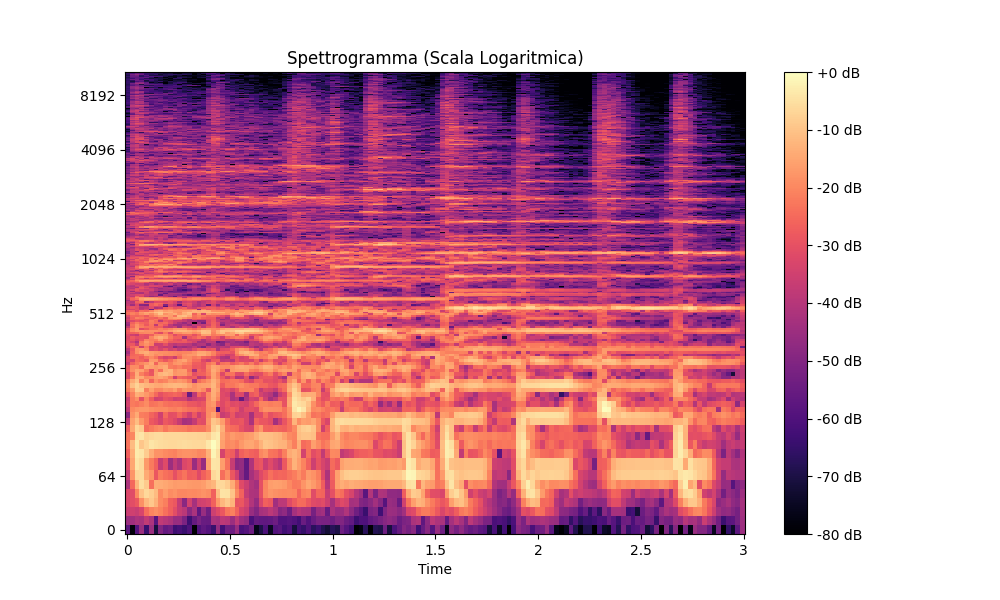 Spettrogramma (Scala Logaritmica)
Hz
8192
4096
2048
1024
512
256
128
64
0
0
0.5
1
1.5
2
2.5
3
Time
+0 dB
-10 dB
-20 dB
-30 dB
-40 dB
-50 dB
-60 dB
-70 dB
-80 dB